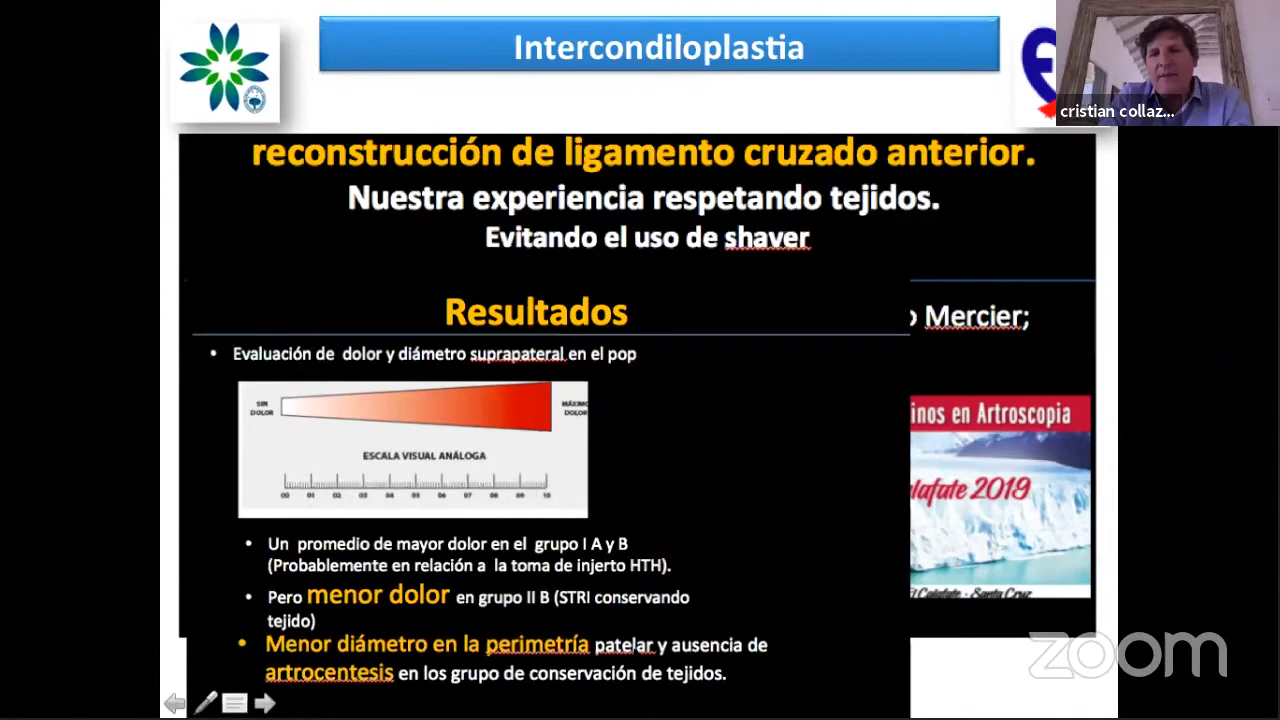 Intercondiloplastia
cristian collaz...
reconstrucción de ligamento cruzado anterior.
Nuestra experiencia respetando tejidos.
Evitando el uso de shaver
Resultados
o Mercier;
• Evaluación de dolor y diámetro suprapateral en el pop
SIN
DOLOR
MÁXIMO
DOLOR
ESCALA VISUAL ANÁLOGA
00 01 02 03 04 05 06 07 08 09 10
inos en Artroscopia
alafate 2019
El Calafate - Santa Cruz
• Un promedio de mayor dolor en el grupo I A y B
(Probablemente en relación a la toma de injerto HTH).
• Pero menor dolor en grupo II B (STRI conservando
tejido)
• Menor diámetro en la perimetría patelar y ausencia de
artrocentesis en los grupo de conservación de tejidos.
zoom